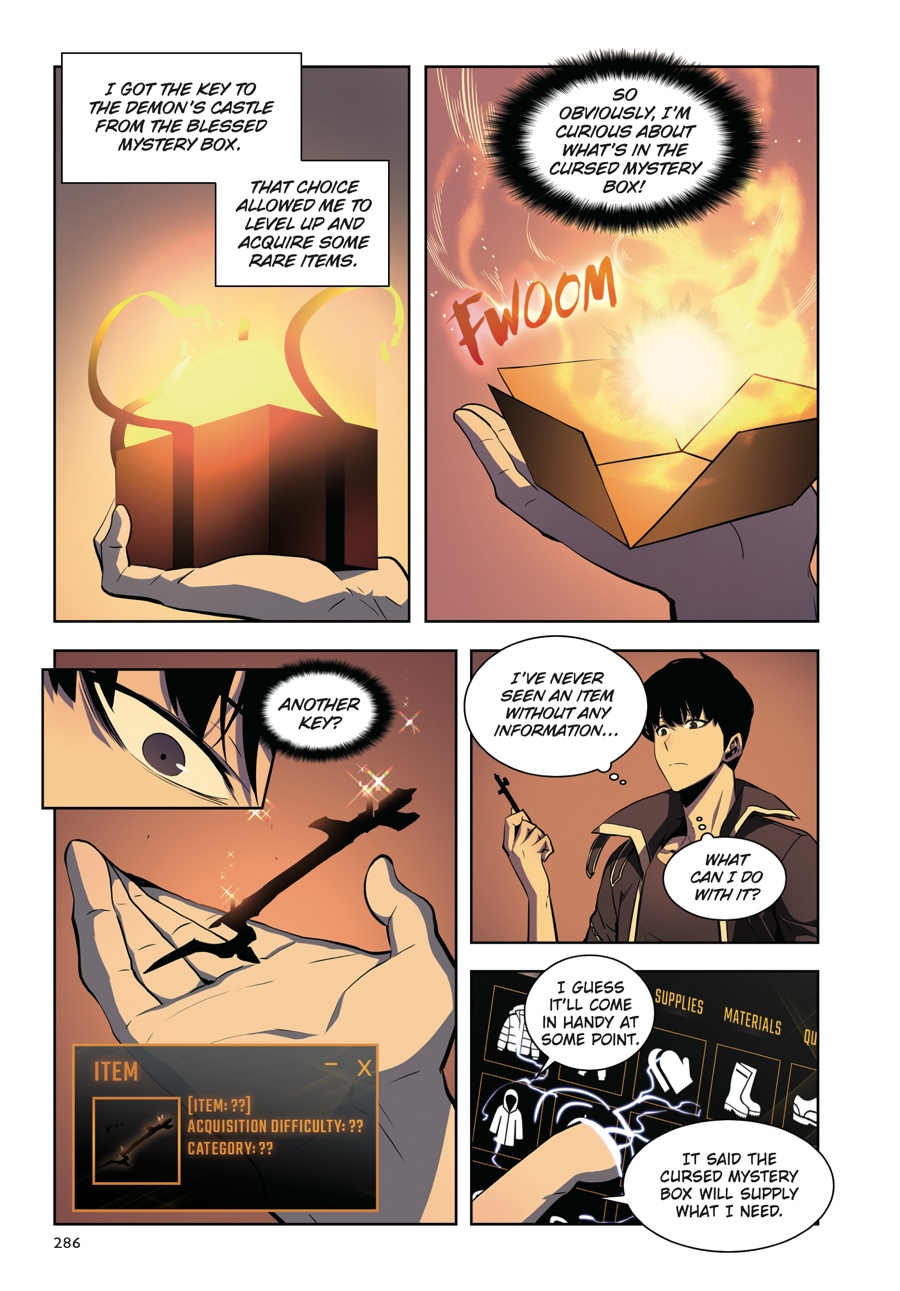 I GOT THE KEY TO
THE DEMON'S CASTLE
FROM THE BLESSED
MYSTERY BOX.
THAT CHOICE
ALLOWED ME TO
LEVEL UP AND
ACQUIRE SOME
RARE ITEMS.
SO
OBVIOUSLY, I'M
CURIOUS ABOUT
WHAT'S IN THE
CURSED MYSTERY
BOX!
FWOOM
ANOTHER
KEY?
ITEM
– X
[ITEM: ??]
ACQUISITION DIFFICULTY: ??
CATEGORY: ??
I'VE NEVER
SEEN AN ITEM
WITHOUT ANY
INFORMATION...
WHAT
CAN I DO
WITH IT?
I GUESS
IT'LL COME
IN HANDY AT
SOME POINT.
SUPPLIES
MATERIALS
QU
IT SAID THE
CURSED MYSTERY
BOX WILL SUPPLY
WHAT I NEED.
286